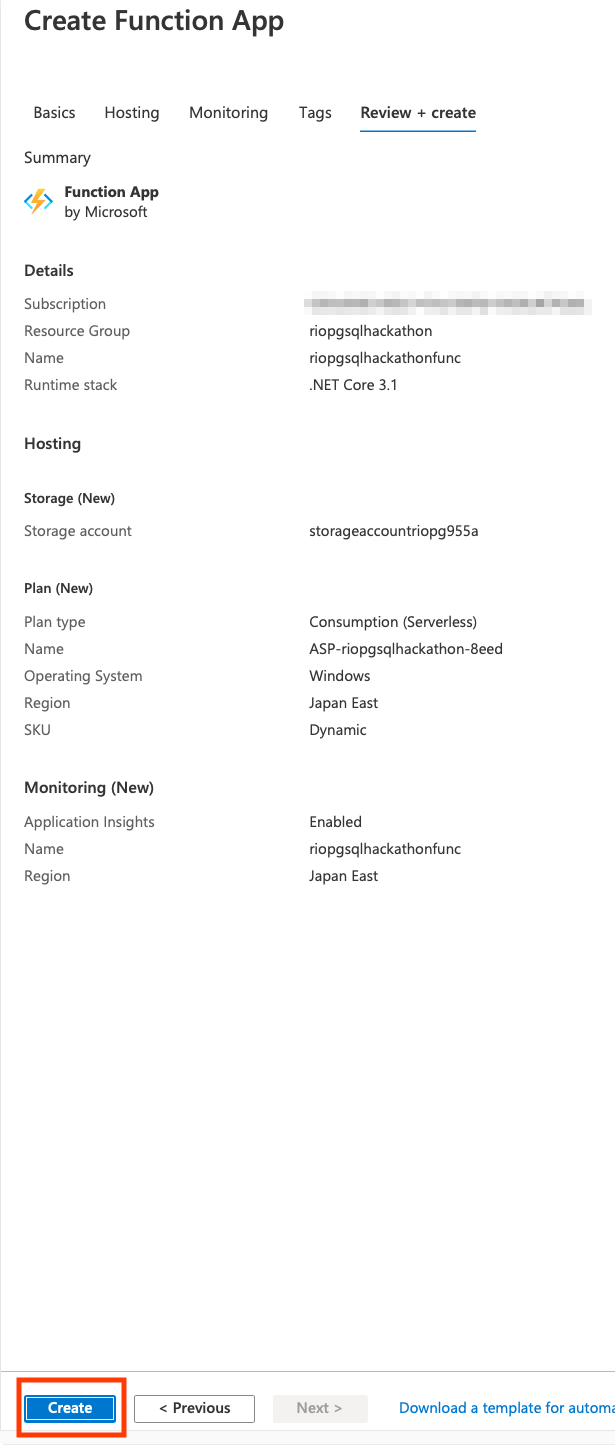 Create Function App
Basics Hosting Monitoring Tags Review + create
Summary
Function App
by Microsoft
Details
Subscription
Resource Group riopgsqlhackathon
Name riopgsqlhackathonfunc
Runtime stack .NET Core 3.1
Hosting
Storage (New)
Storage account storageaccountriopg955a
Plan (New)
Plan type Consumption (Serverless)
Name ASP-riopgsqlhackathon-8eed
Operating System Windows
Region Japan East
SKU Dynamic
Monitoring (New)
Application Insights Enabled
Name riopgsqlhackathonfunc
Region Japan East
Create < Previous Next > Download a template for automa